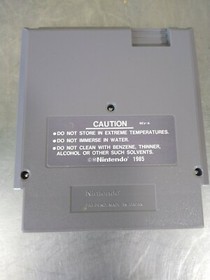 CAUTION
• DO NOT STORE IN EXTREME TEMPERATURES.
• DO NOT IMMERSE IN WATER.
• DO NOT CLEAN WITH BENZENE, THINNER,
ALCOHOL OR OTHER SUCH SOLVENTS.
©®Nintendo 1985
Nintendo